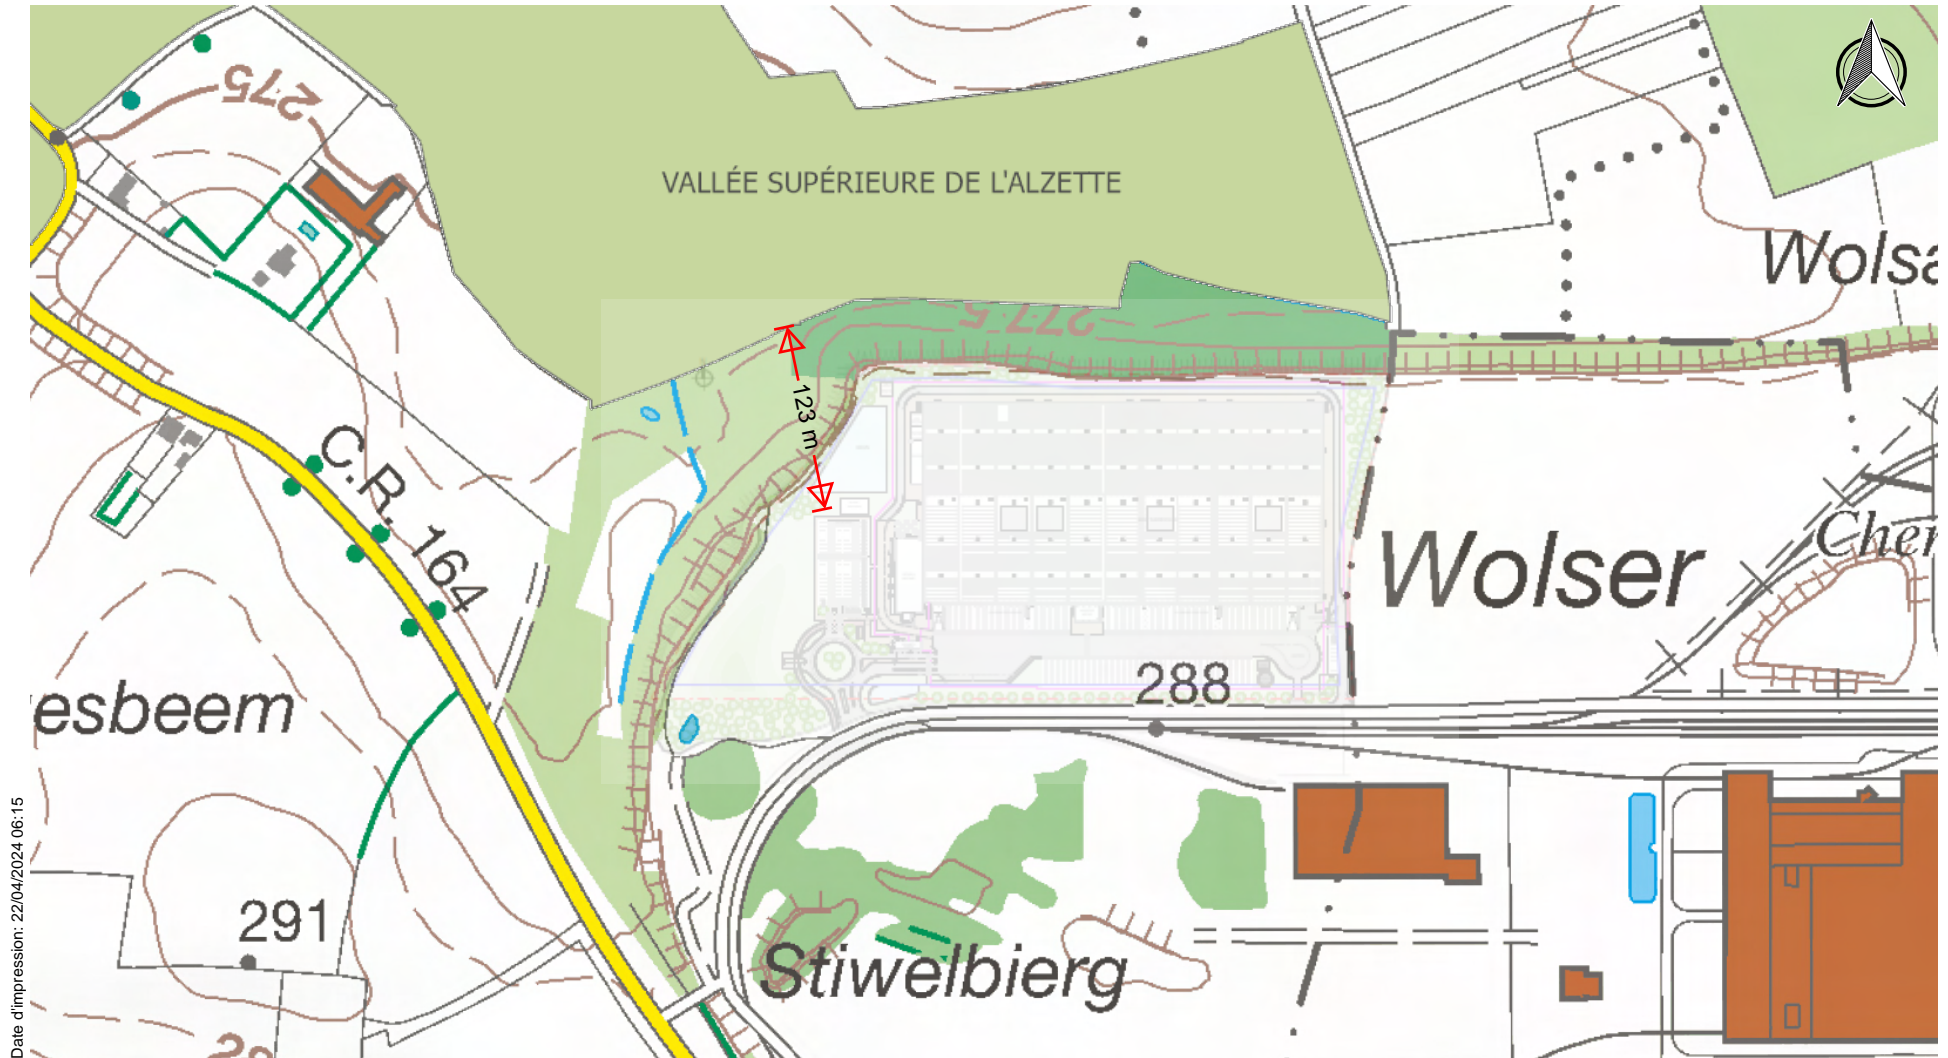 275
VALLÉE SUPÉRIEURE DE L'ALZETTE
Wolsa
277.5
123 m
C.R. 164
Wolser
Cher
288
esbeem
291
Stiwelbierg
Date d'impression: 22/04/2024 06:15